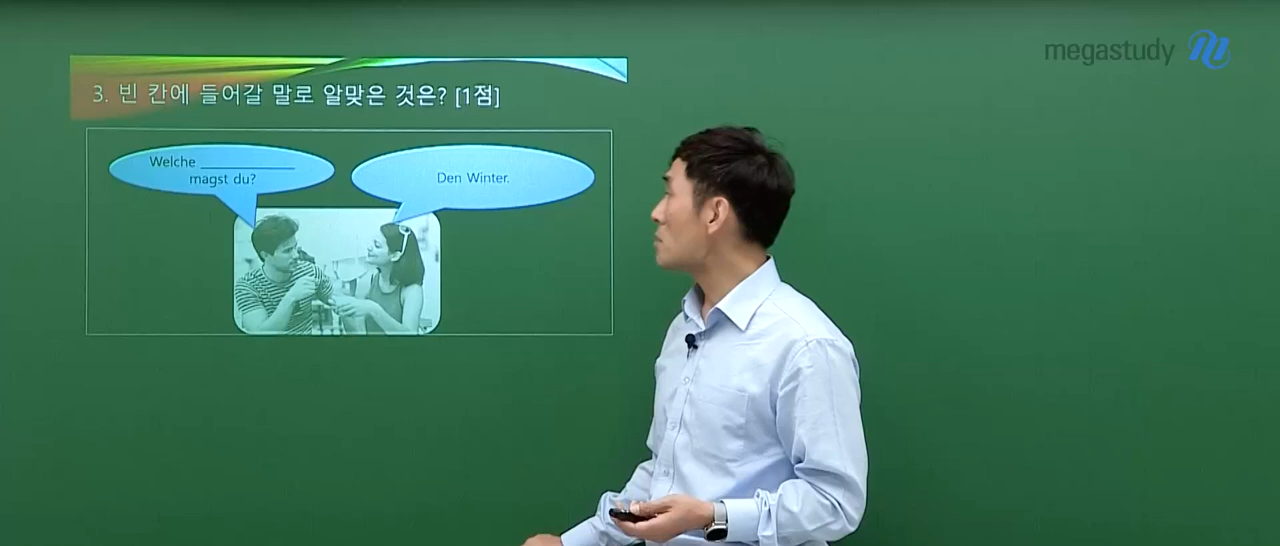 megastudy
3. 빈 칸에 들어갈 말로 알맞은 것은? [1점]
Welche ____________
magst du?
Den Winter.